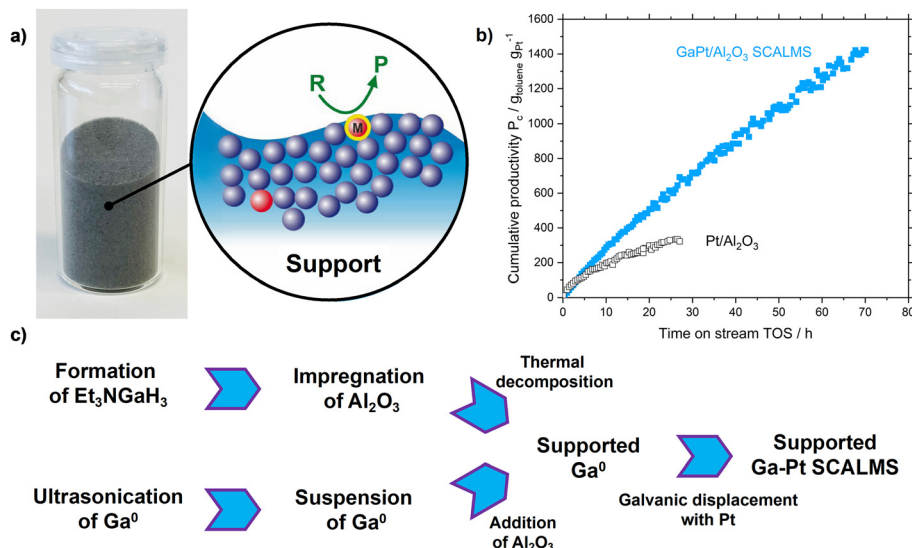 a)
R
P
M
Support
b)
Cumulative productivity P_c / g_toluene g_Pt^-1
1600
1400
1200
1000
800
600
400
200
0
GaPt/Al₂O₃ SCALMS
Pt/Al₂O₃
0 10 20 30 40 50 60 70 80
Time on stream TOS / h
c)
Formation
of Et₃NGaH₃
Impregnation
of Al₂O₃
Thermal
decomposition
Supported
Ga⁰
Supported
Ga-Pt SCALMS
Ultrasonication
of Ga⁰
Suspension
of Ga⁰
Addition
of Al₂O₃
Galvanic displacement
with Pt